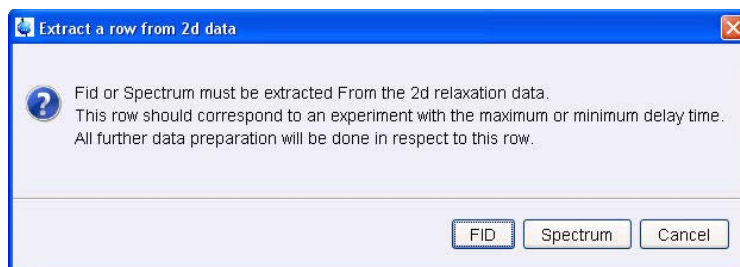 Extract a row from 2d data
Fid or Spectrum must be extracted From the 2d relaxation data.
This row should correspond to an experiment with the maximum or minimum delay time.
All further data preparation will be done in respect to this row.
FID Spectrum Cancel